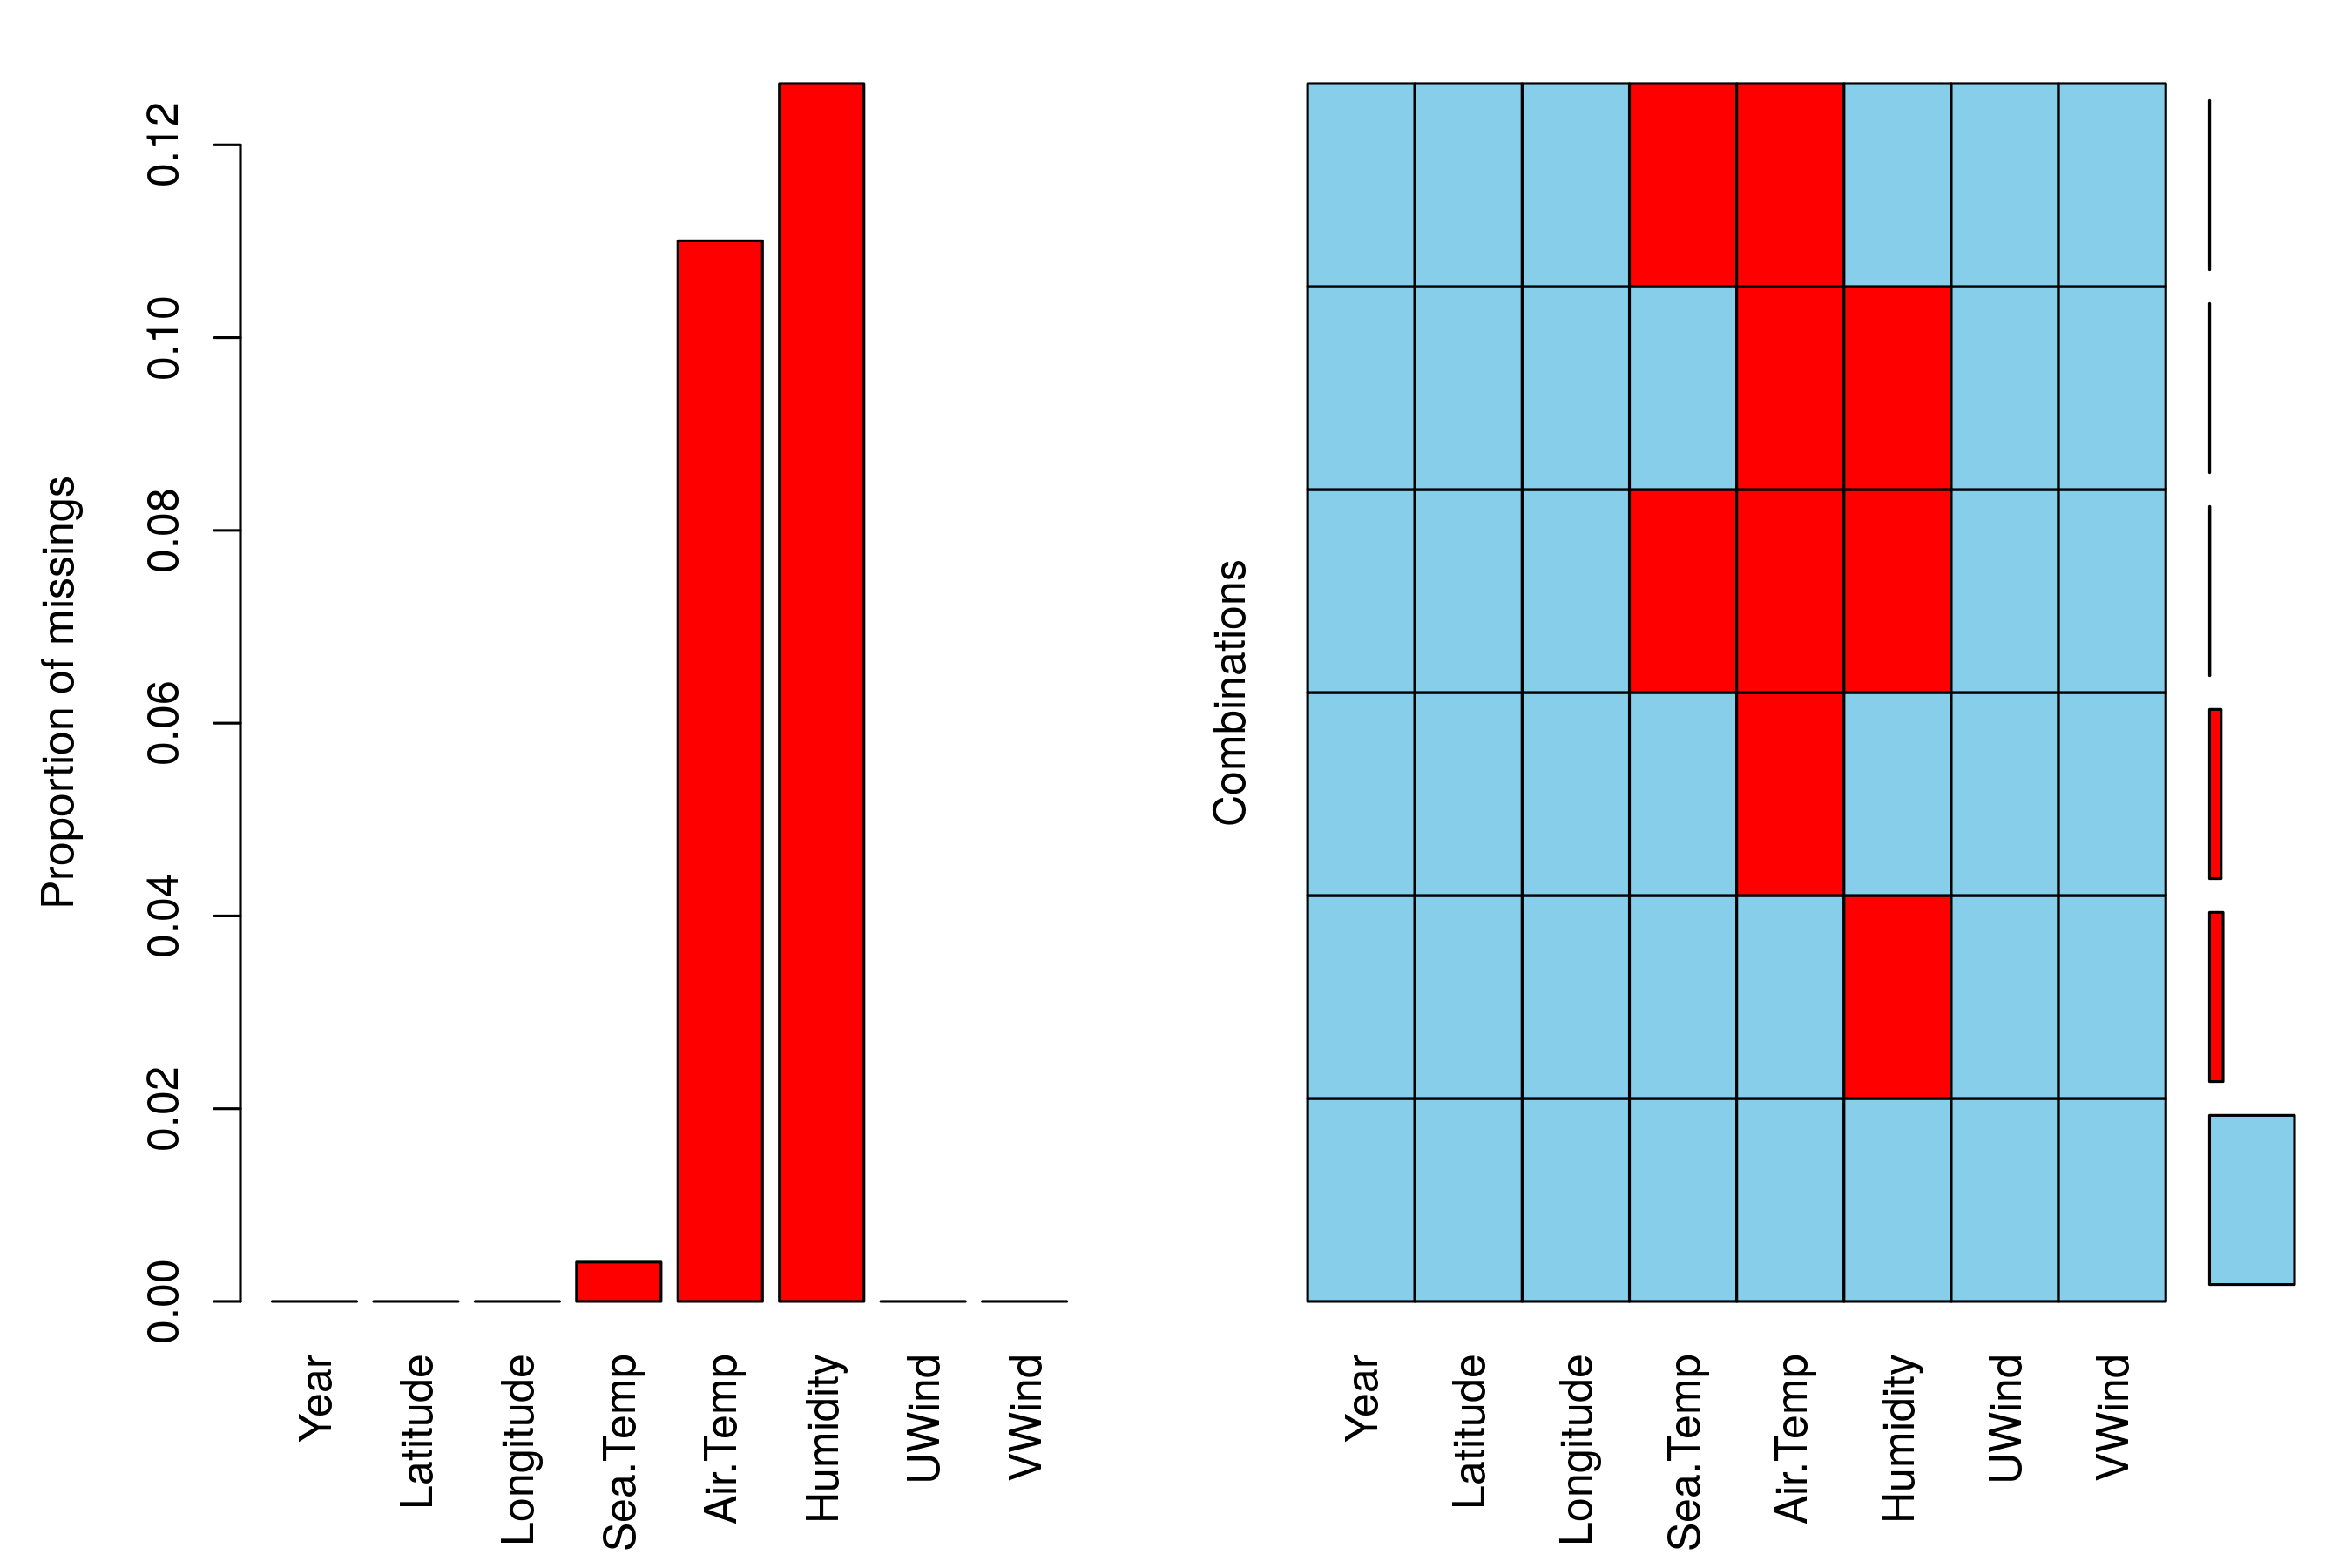 Proportion of missings
0.00
0.02
0.04
0.06
0.08
0.10
0.12
Year
Latitude
Longitude
Sea.Temp
Air.Temp
Humidity
UWind
VWind
Combinations
Year
Latitude
Longitude
Sea.Temp
Air.Temp
Humidity
UWind
VWind